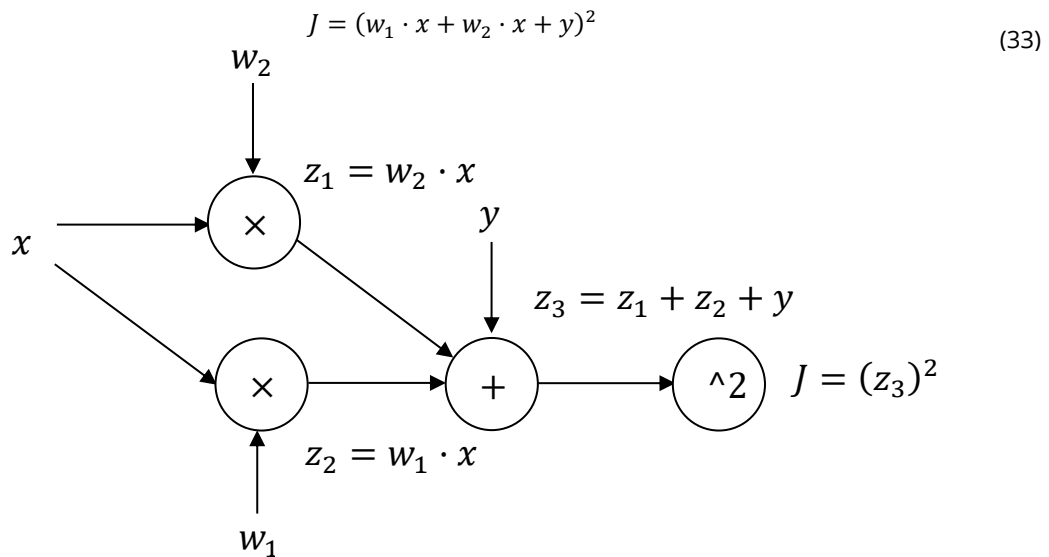 J = (w₁ · x + w₂ · x + y)²
(33)
w₂
z₁ = w₂ · x
×
y
x
z₃ = z₁ + z₂ + y
×
+
^2
J = (z₃)²
z₂ = w₁ · x
w₁